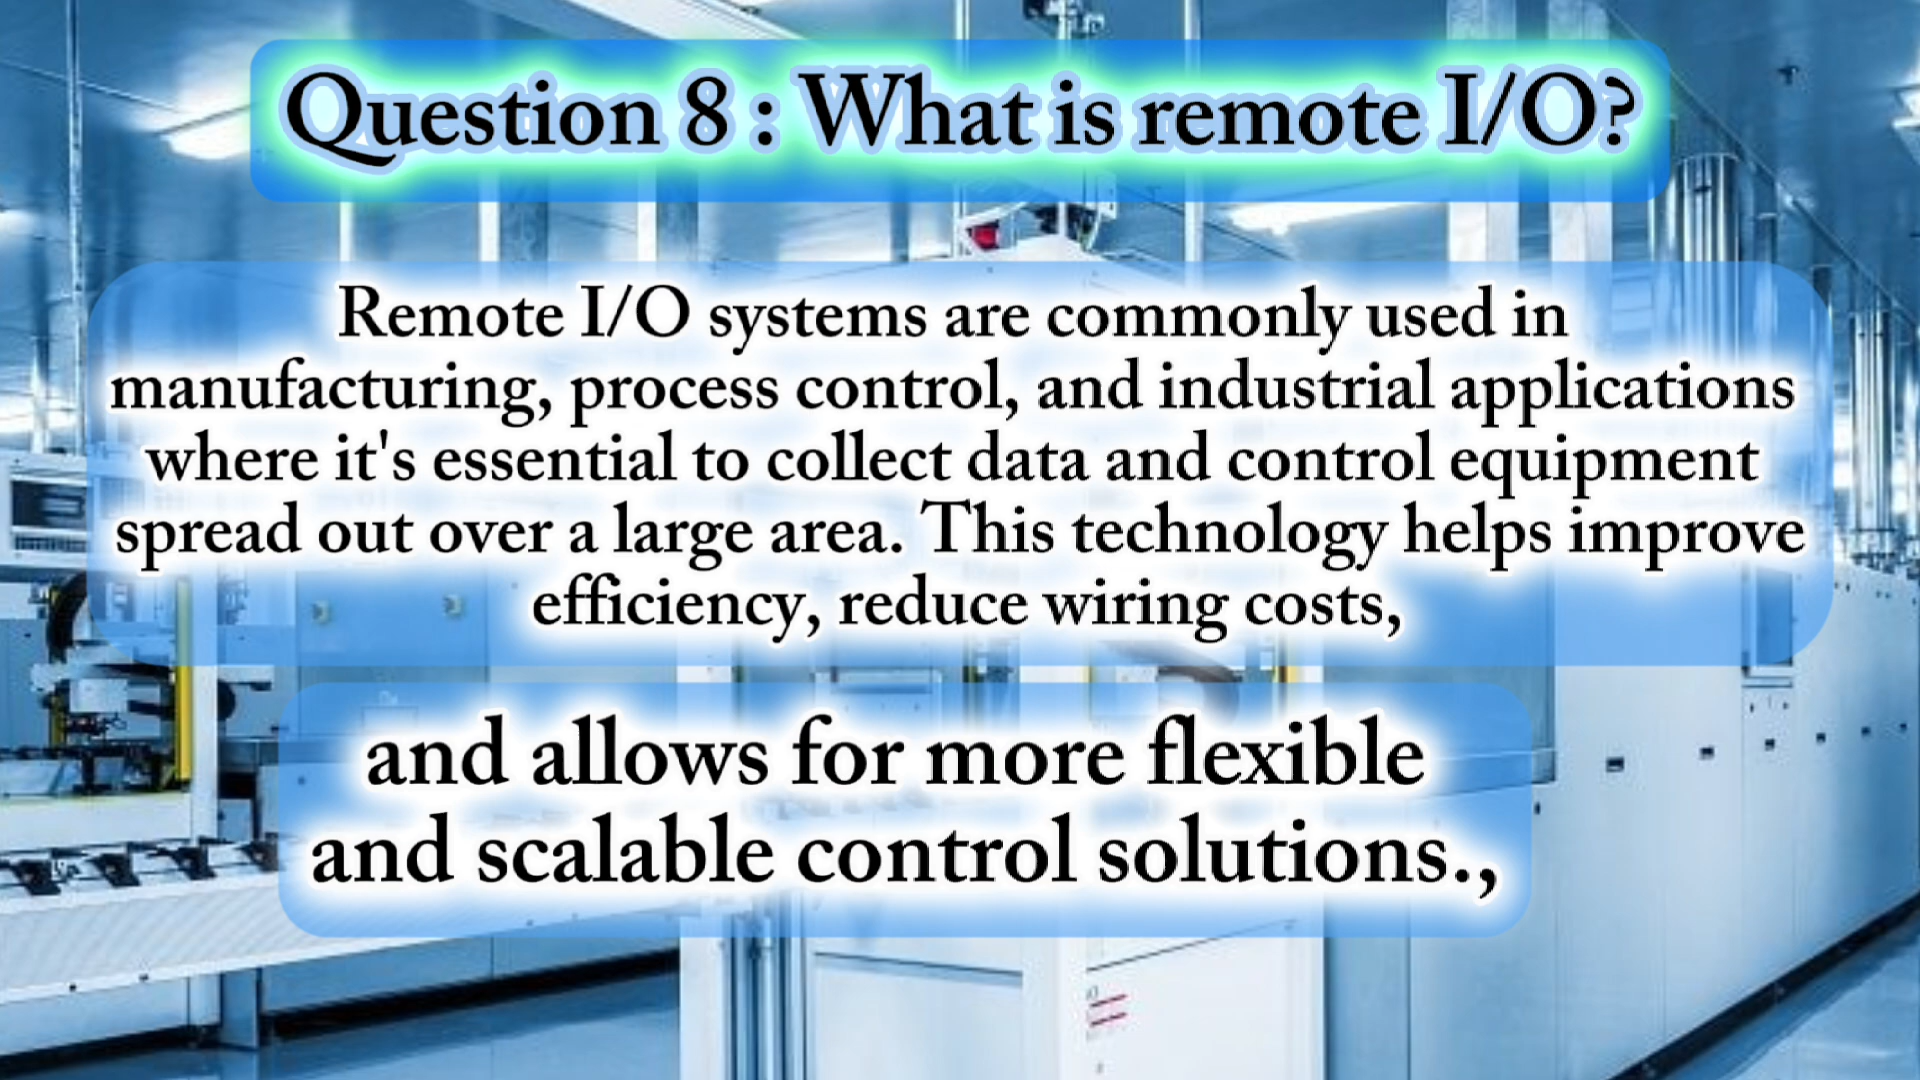 Question 8 : What is remote I/O?
Remote I/O systems are commonly used in
manufacturing, process control, and industrial applications
where it's essential to collect data and control equipment
spread out over a large area. This technology helps improve
efficiency, reduce wiring costs,
and allows for more flexible
and scalable control solutions.,